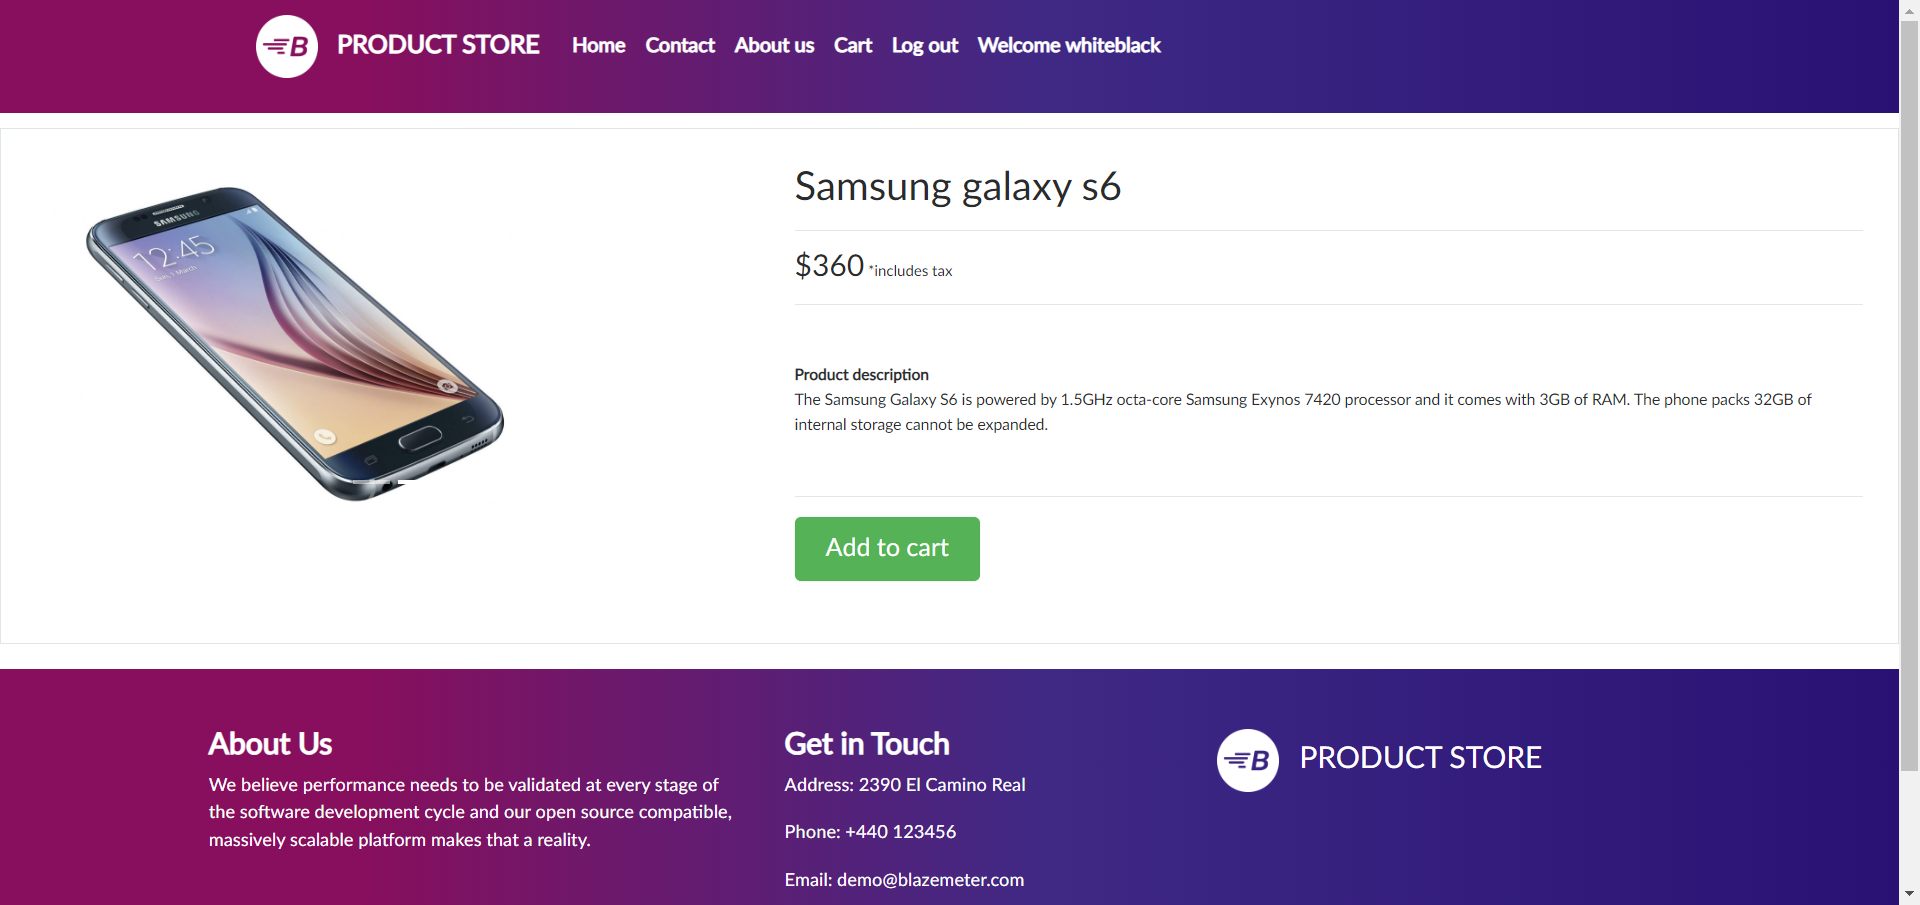 B PRODUCT STORE Home Contact About us Cart Log out Welcome whiteblack
Samsung galaxy s6
SAMSUNG
12:45
Sun, 1 March
$360 *includes tax
Product description
The Samsung Galaxy S6 is powered by 1.5GHz octa-core Samsung Exynos 7420 processor and it comes with 3GB of RAM. The phone packs 32GB of
internal storage cannot be expanded.
Add to cart
About Us
We believe performance needs to be validated at every stage of
the software development cycle and our open source compatible,
massively scalable platform makes that a reality.
Get in Touch
Address: 2390 El Camino Real
Phone: +440 123456
Email: demo@blazemeter.com
B PRODUCT STORE